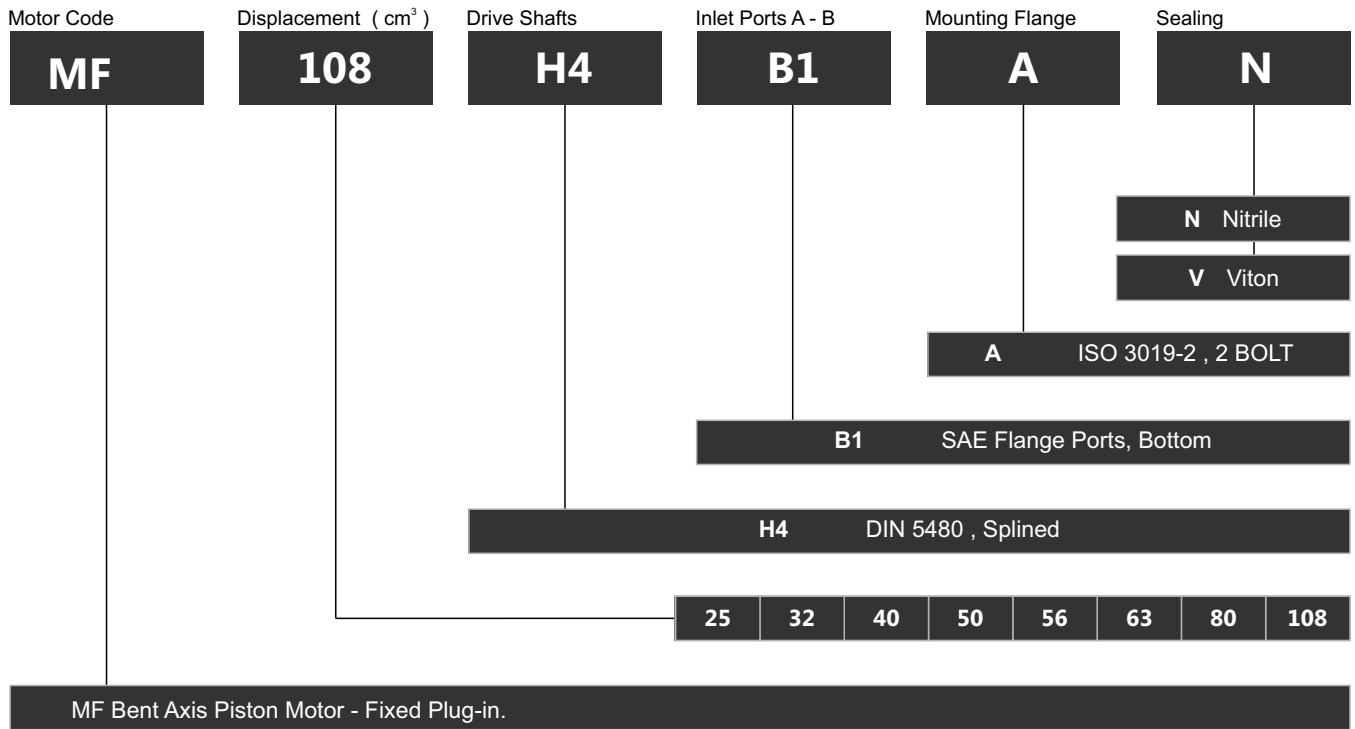 Motor Code Displacement ( cm³ ) Drive Shafts Inlet Ports A - B Mounting Flange Sealing
MF 108 H4 B1 A N
N Nitrile
V Viton
A ISO 3019-2 , 2 BOLT
B1 SAE Flange Ports, Bottom
H4 DIN 5480 , Splined
25 32 40 50 56 63 80 108
MF Bent Axis Piston Motor - Fixed Plug-in.